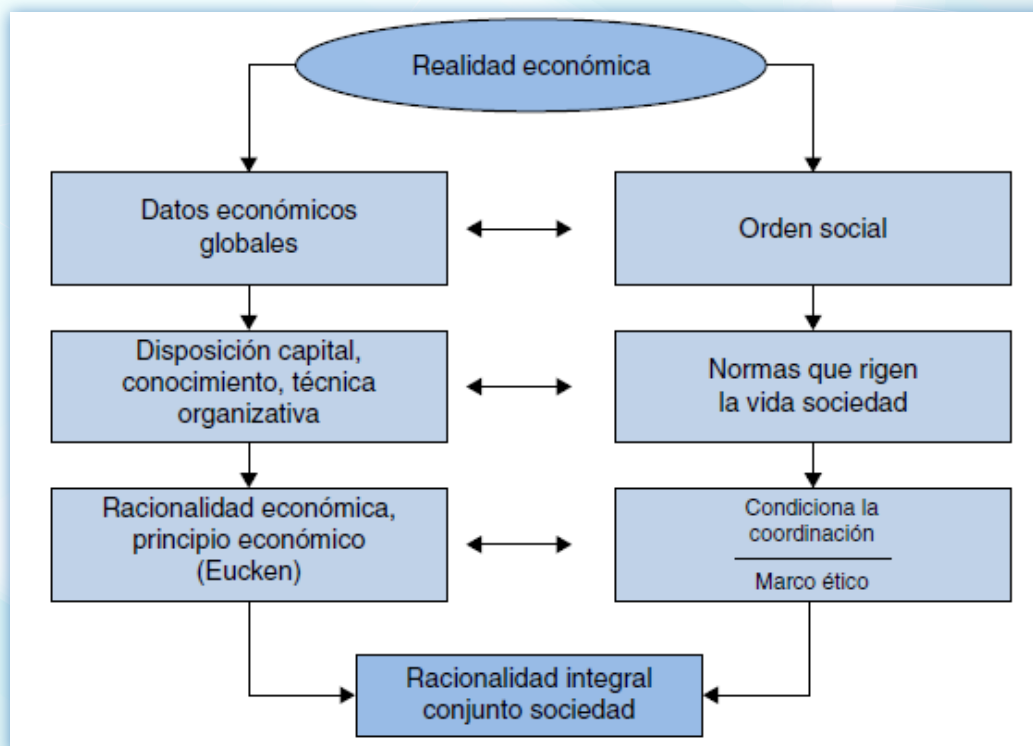 Realidad económica
Datos económicos
globales
Orden social
Disposición capital,
conocimiento, técnica
organizativa
Normas que rigen
la vida sociedad
Racionalidad económica,
principio económico
(Eucken)
Condiciona la
coordinación
Marco ético
Racionalidad integral
conjunto sociedad